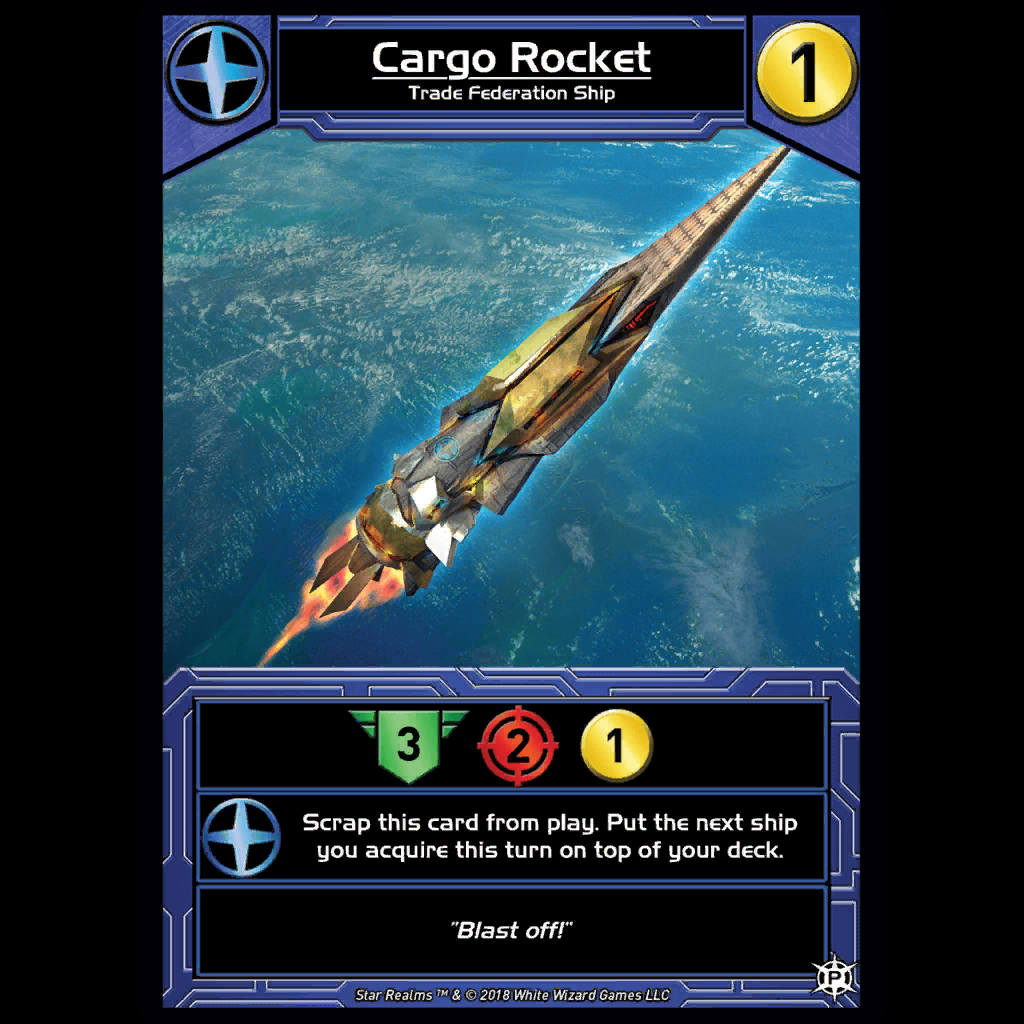 Cargo Rocket
1
Trade Federation Ship
3 2 1
Scrap this card from play. Put the next ship
you acquire this turn on top of your deck.
"Blast off!"
P
Star Realms ™ & © 2018 White Wizard Games LLC